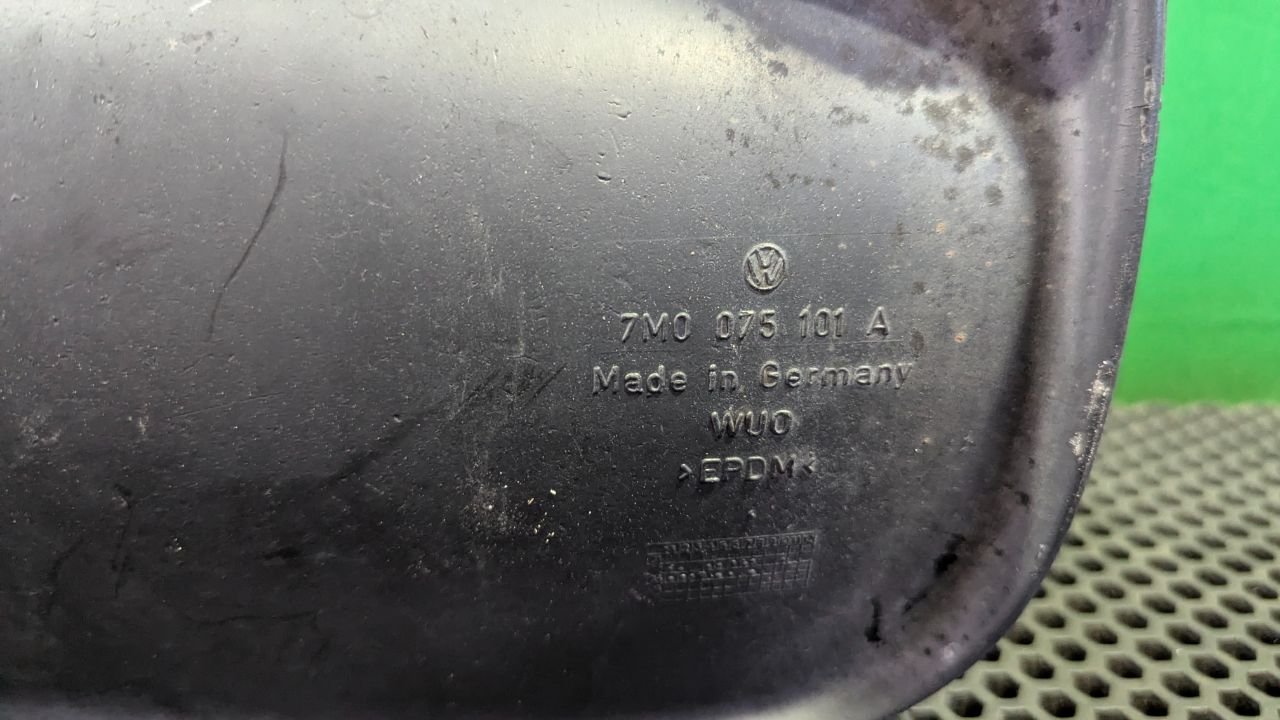 7M0 075 101 A
Made in Germany
WUO
>EPDM<